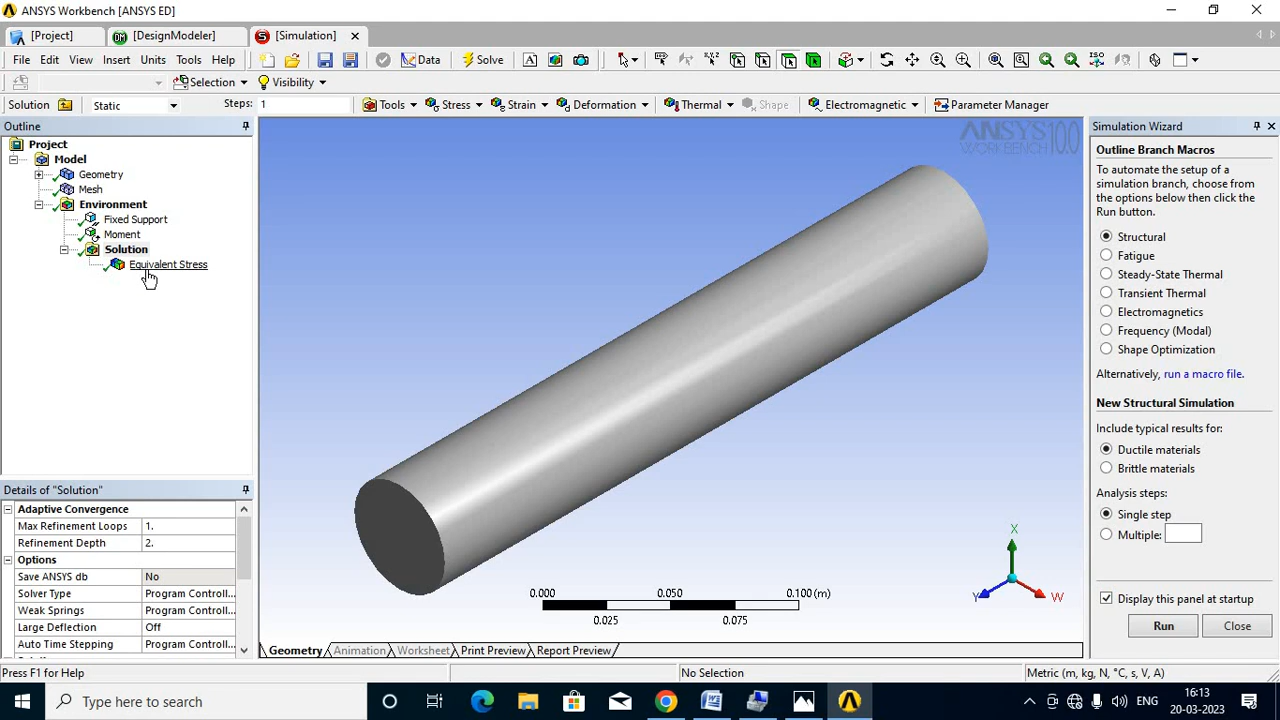 ANSYS Workbench [ANSYS ED]
[Project] [DesignModeler] [Simulation]
File Edit View Insert Units Tools Help Data Solve
Selection Visibility
Solution Static Steps: 1 Tools Stress Strain Deformation Thermal Shape Electromagnetic Parameter Manager
Outline
Project
Model
Geometry
Mesh
Environment
Fixed Support
Moment
Solution
Equivalent Stress
Details of "Solution"
Adaptive Convergence
Max Refinement Loops 1.
Refinement Depth 2.
Options
Save ANSYS db No
Solver Type Program Controll...
Weak Springs Program Controll...
Large Deflection Off
Auto Time Stepping Program Controll...
ANSYS
WORKBENCH 10.0
X
Y
W
0.000 0.050 0.100 (m)
0.025 0.075
Geometry Animation Worksheet Print Preview Report Preview
Simulation Wizard
Outline Branch Macros
To automate the setup of a
simulation branch, choose from
the options below then click the
Run button.
Structural
Fatigue
Steady-State Thermal
Transient Thermal
Electromagnetics
Frequency (Modal)
Shape Optimization
Alternatively, run a macro file.
New Structural Simulation
Include typical results for:
Ductile materials
Brittle materials
Analysis steps:
Single step
Multiple:
Display this panel at startup
Run Close
Press F1 for Help No Selection Metric (m, kg, N, °C, s, V, A)
Type here to search
ENG
16:13
20-03-2023